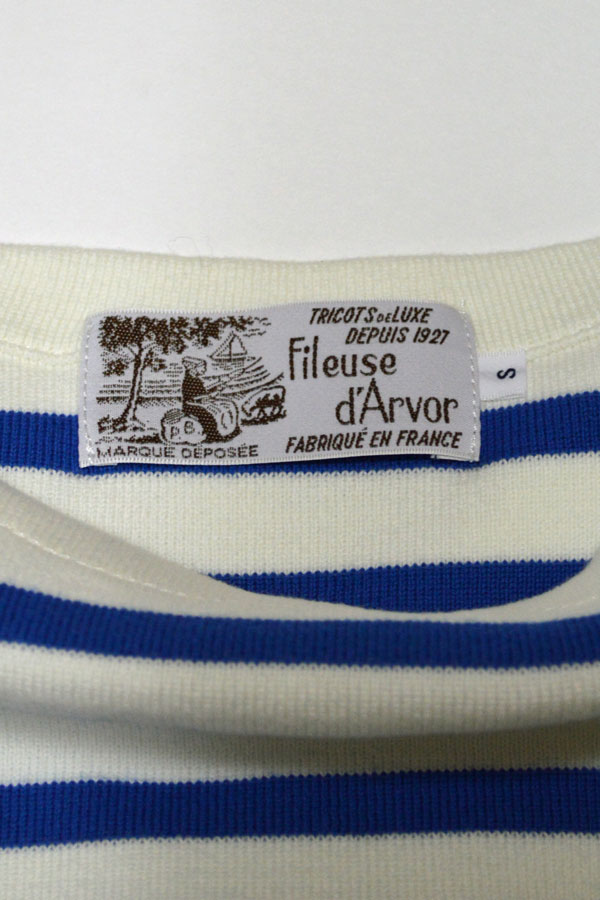 TRICOTS DE LUXE
DEPUIS 1927
Fileuse
d'Arvor
FABRIQUÉ EN FRANCE
P.B
MARQUE DÉPOSÉE
S